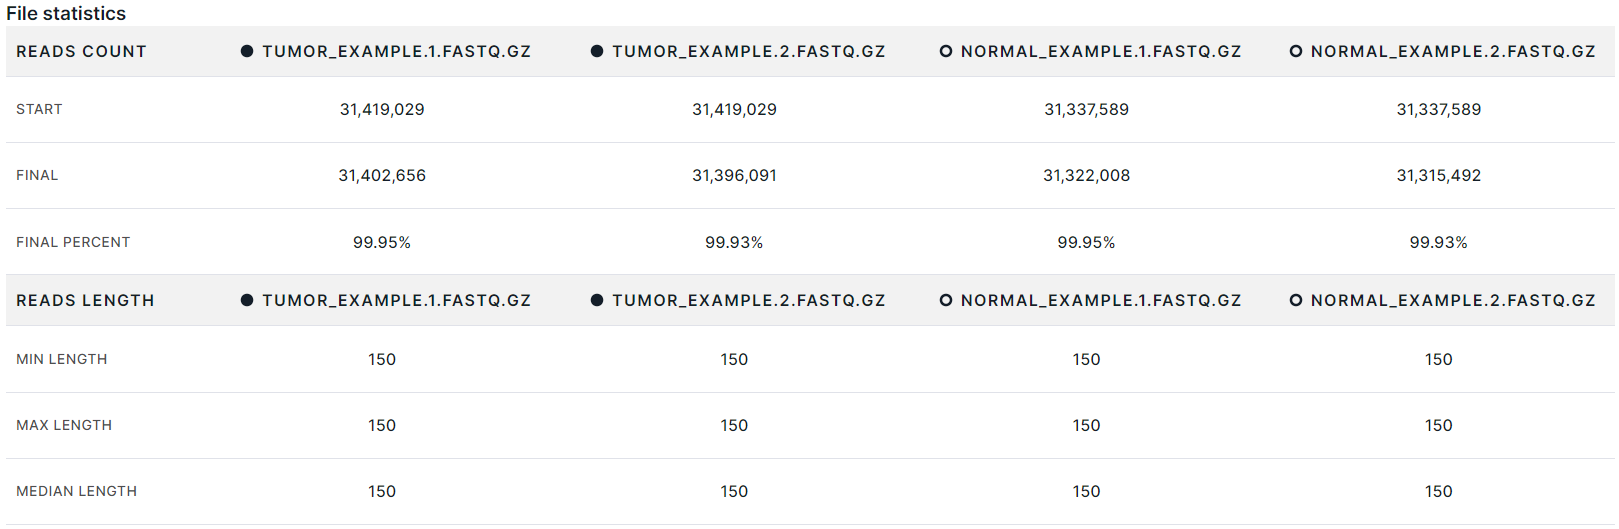 File statistics
READS COUNT TUMOR_EXAMPLE.1.FASTQ.GZ TUMOR_EXAMPLE.2.FASTQ.GZ NORMAL_EXAMPLE.1.FASTQ.GZ NORMAL_EXAMPLE.2.FASTQ.GZ
START 31,419,029 31,419,029 31,337,589 31,337,589
FINAL 31,402,656 31,396,091 31,322,008 31,315,492
FINAL PERCENT 99.95% 99.93% 99.95% 99.93%
READS LENGTH TUMOR_EXAMPLE.1.FASTQ.GZ TUMOR_EXAMPLE.2.FASTQ.GZ NORMAL_EXAMPLE.1.FASTQ.GZ NORMAL_EXAMPLE.2.FASTQ.GZ
MIN LENGTH 150 150 150 150
MAX LENGTH 150 150 150 150
MEDIAN LENGTH 150 150 150 150